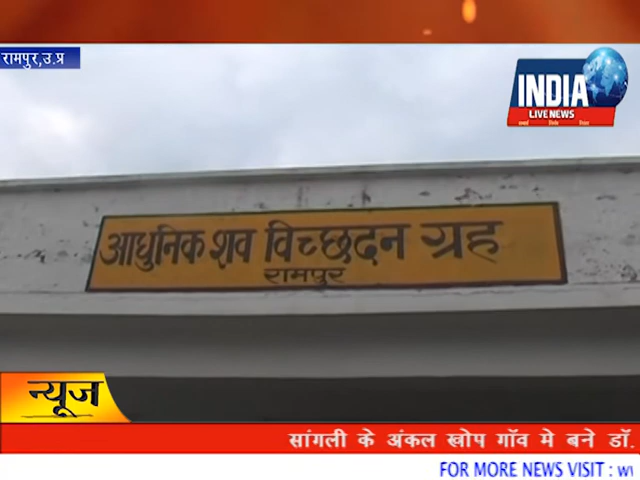 रामपुर,उ.प्र
INDIA
LIVE NEWS
आधुनिक शव विच्छदन ग्रह
रामपुर
न्यूज
सांगली के अंकल खोप गॉव मे बने डॉ.
FOR MORE NEWS VISIT :